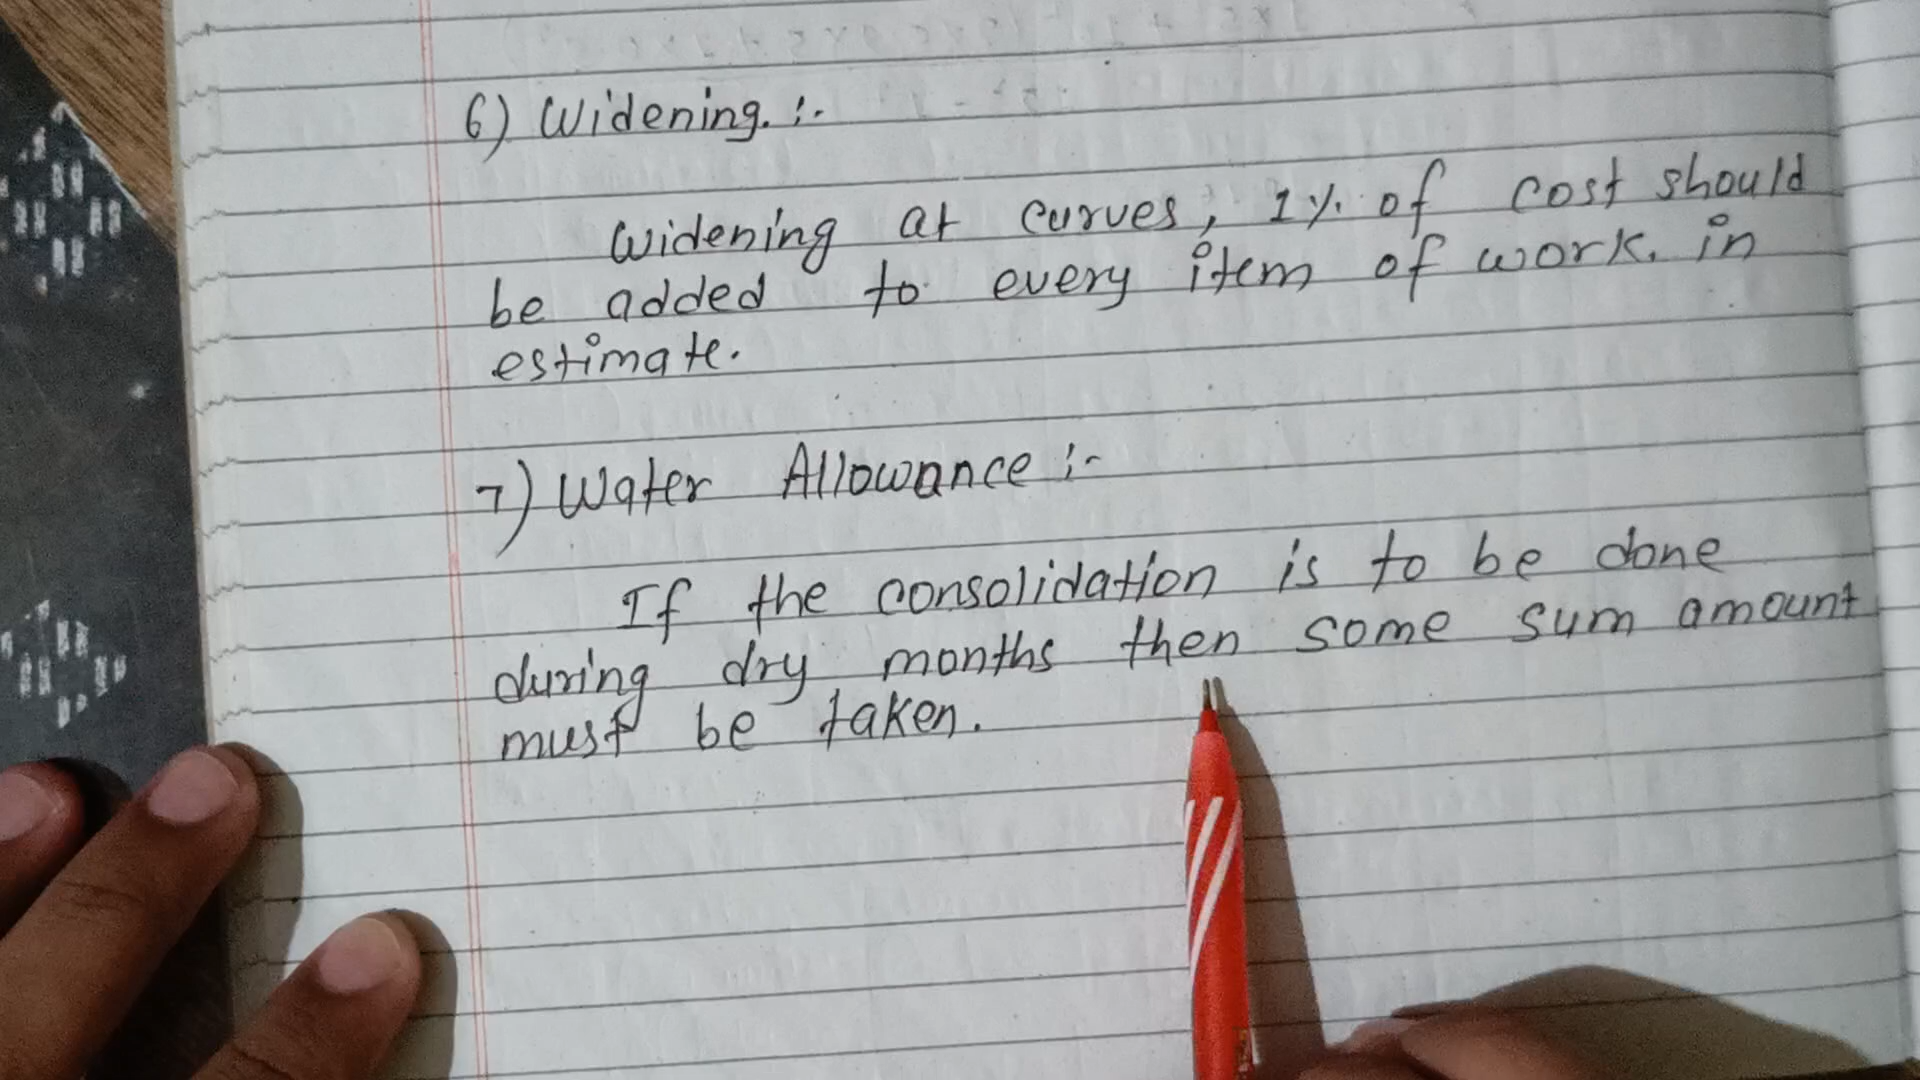 6) Widening. :-
Widening at curves, 1% of cost should
be added to every item of work. in
estimate.
7) Water Allowance :-
If the consolidation is to be done
during dry months then some sum amount
must be taken.